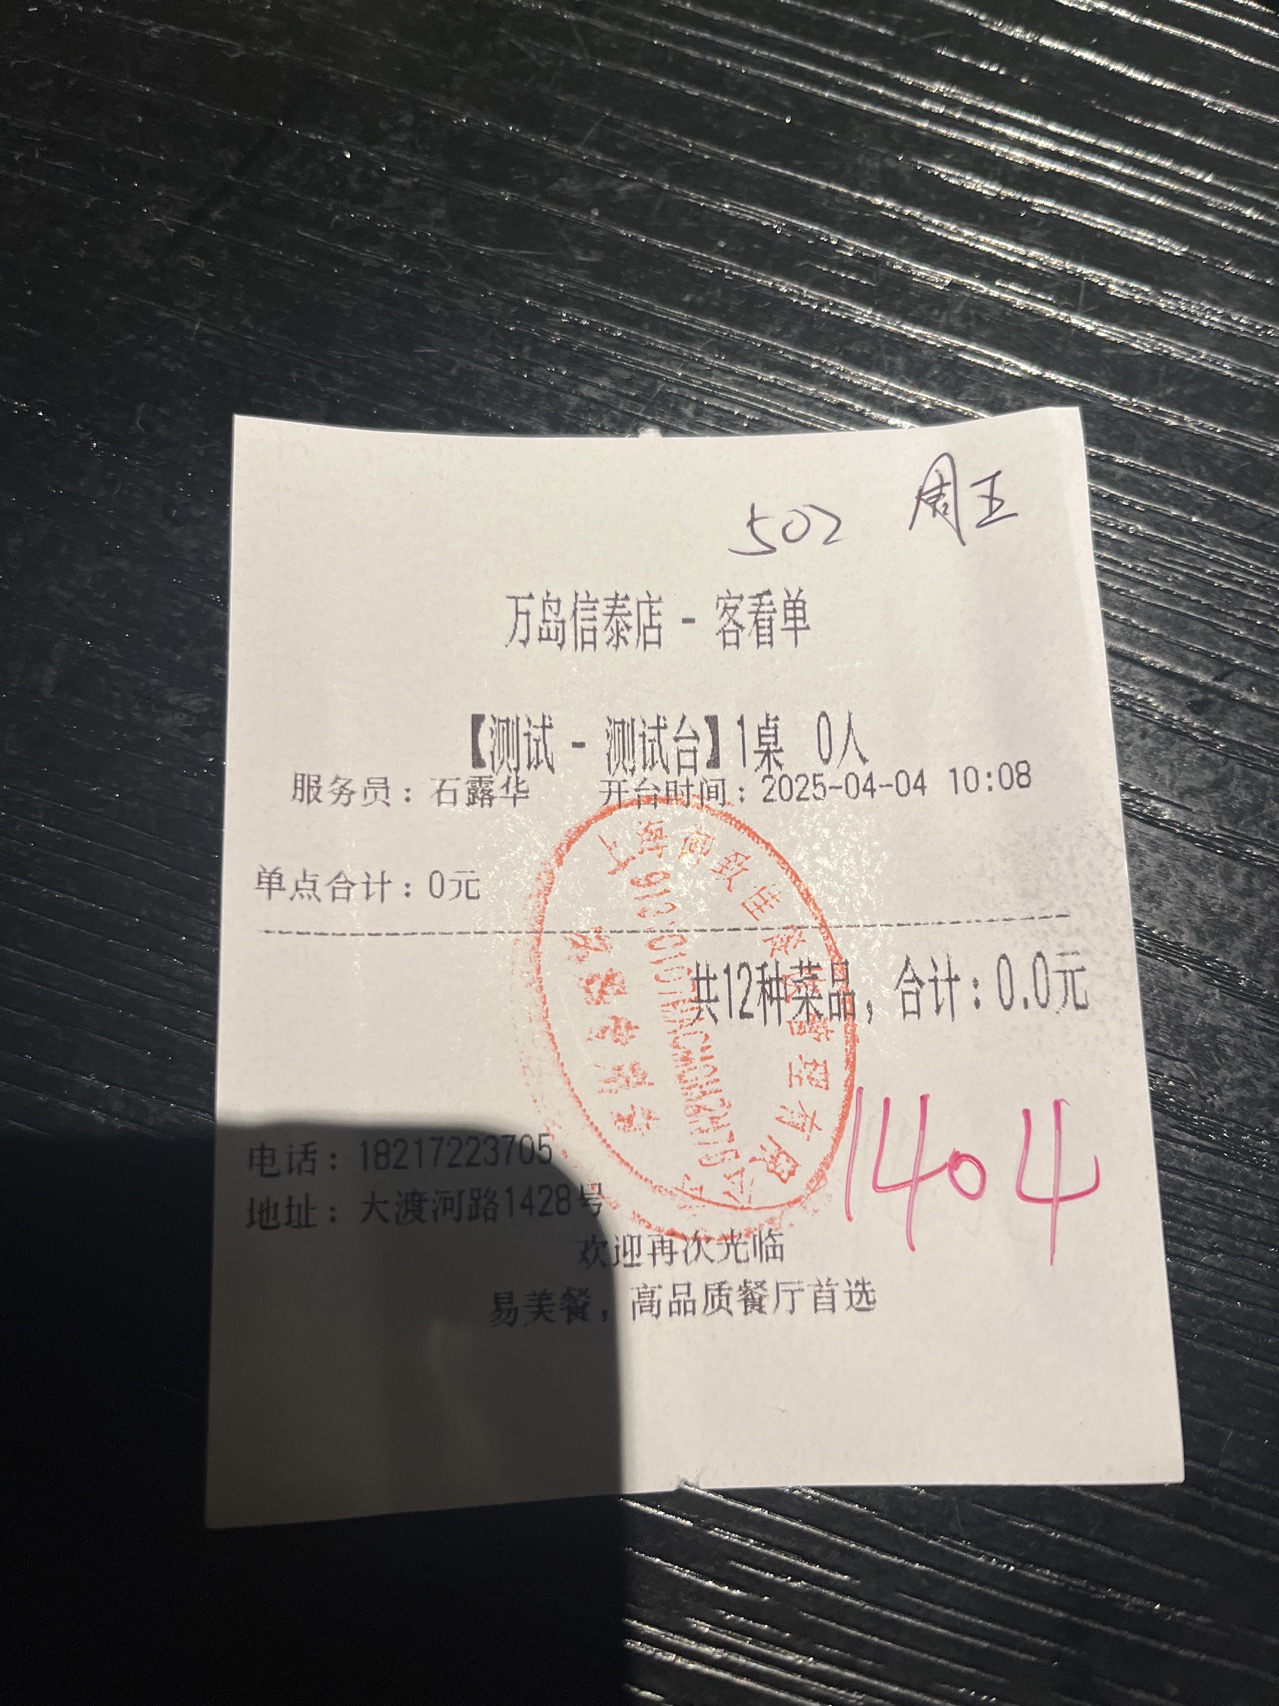 502 周王
万岛信泰店 - 客看单
【测试 - 测试台】1桌 0人
服务员：石露华 开台时间：2025-04-04 10:08
单点合计：0元
共12种菜品，合计：0.0元
1404
电话：18217223705
地址：大渡河路1428号
欢迎再次光临
易美餐，高品质餐厅首选